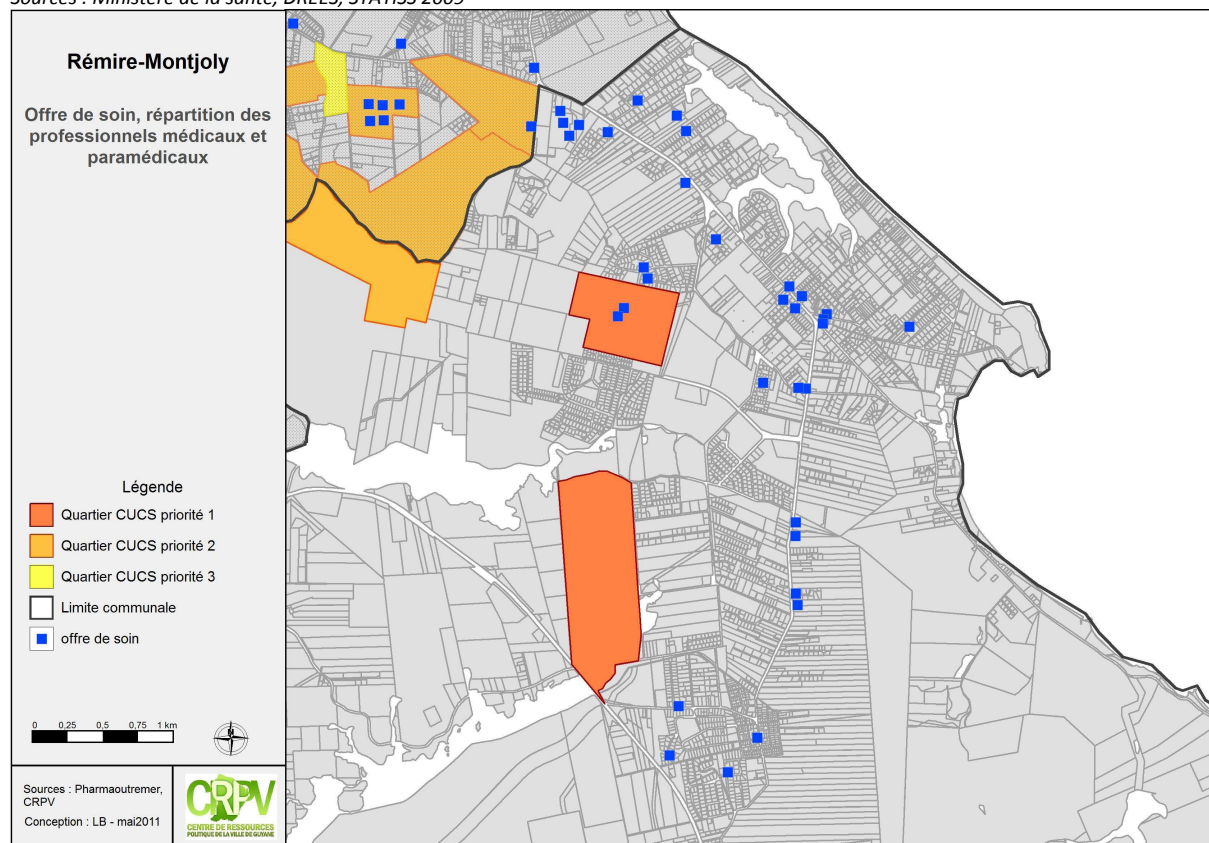 Sources : Ministère de la santé, DREES, STATISS 2009
Rémire-Montjoly
Offre de soin, répartition des
professionnels médicaux et
paramédicaux
Légende
Quartier CUCS priorité 1
Quartier CUCS priorité 2
Quartier CUCS priorité 3
Limite communale
offre de soin
0 0,25 0,5 0,75 1 km
N
Sources : Pharmaoutremer,
CRPV
Conception : LB - mai2011
CRPV
CENTRE DE RESSOURCES
POLITIQUE DE LA VILLE DE GUYANE